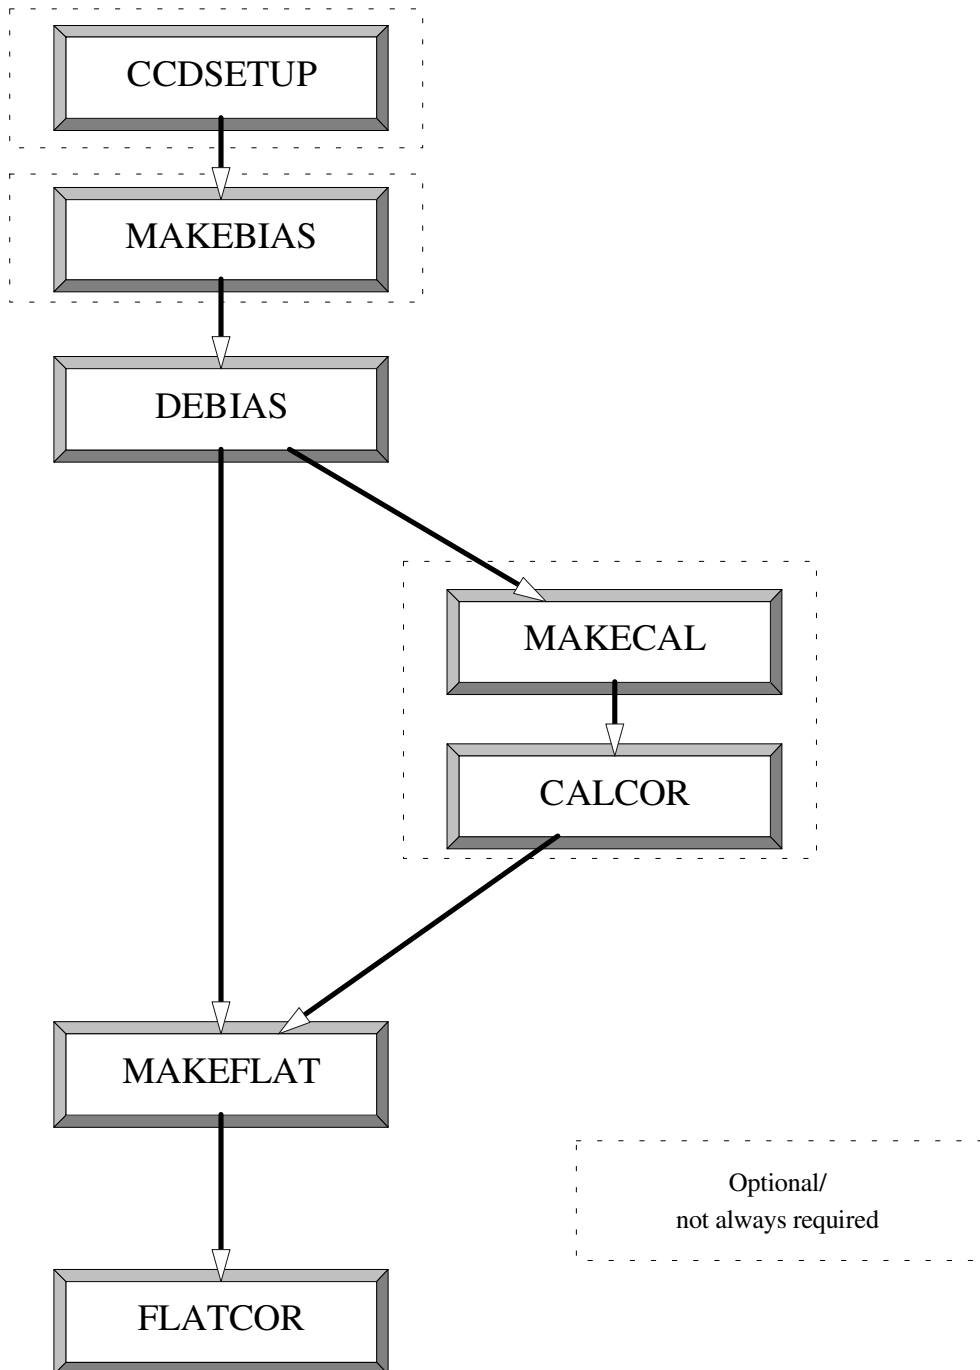 CCDSETUP
MAKEBIAS
DEBIAS
MAKECAL
CALCOR
MAKEFLAT
Optional/
not always required
FLATCOR